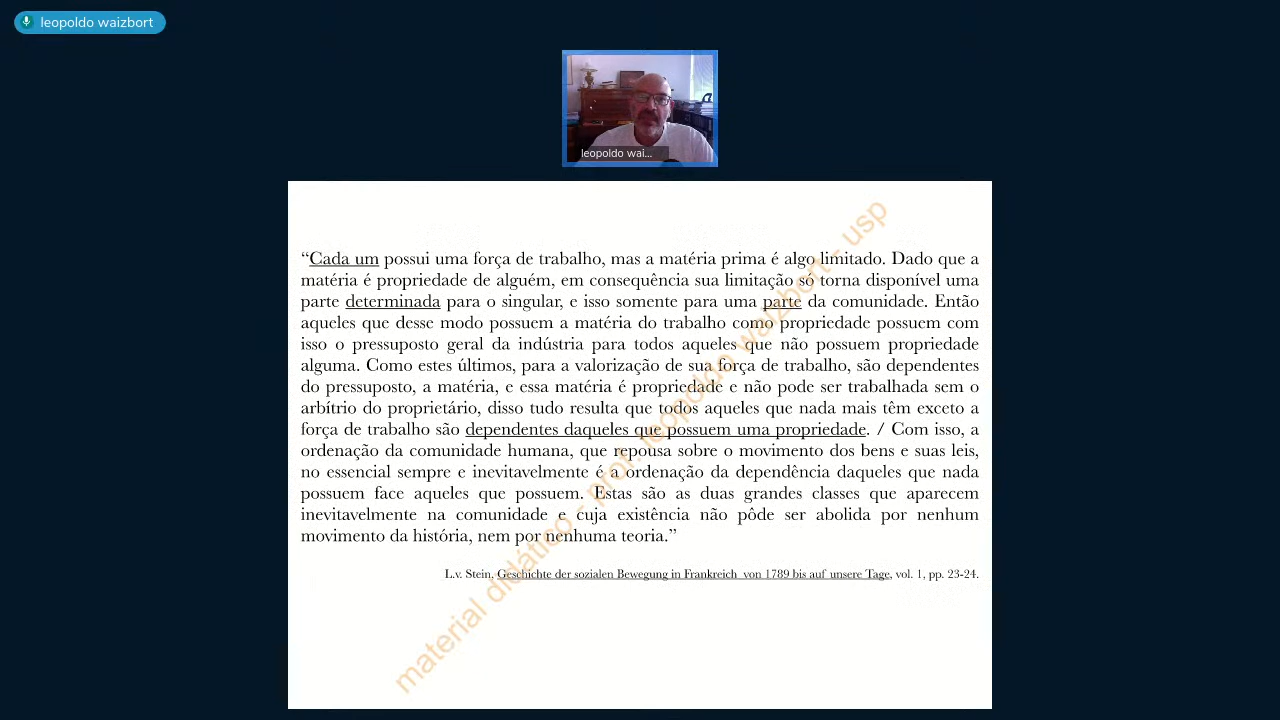 leopoldo waizbort
leopoldo wai...
“Cada um possui uma força de trabalho, mas a matéria prima é algo limitado. Dado que a
matéria é propriedade de alguém, em consequência sua limitação só torna disponível uma
parte determinada para o singular, e isso somente para uma parte da comunidade. Então
aqueles que desse modo possuem a matéria do trabalho como propriedade possuem com
isso o pressuposto geral da indústria para todos aqueles que não possuem propriedade
alguma. Como estes últimos, para a valorização de sua força de trabalho, são dependentes
do pressuposto, a matéria, e essa matéria é propriedade e não pode ser trabalhada sem o
arbítrio do proprietário, disso tudo resulta que todos aqueles que nada mais têm exceto a
força de trabalho são dependentes daqueles que possuem uma propriedade. / Com isso, a
ordenação da comunidade humana, que repousa sobre o movimento dos bens e suas leis,
no essencial sempre e inevitavelmente é a ordenação da dependência daqueles que nada
possuem face aqueles que possuem. Estas são as duas grandes classes que aparecem
inevitavelmente na comunidade e cuja existência não pôde ser abolida por nenhum
movimento da história, nem por nenhuma teoria.”
L.v. Stein, Geschichte der sozialen Bewegung in Frankreich von 1789 bis auf unsere Tage, vol. 1, pp. 23-24.
material didático - prof. leopoldo waizbort - usp